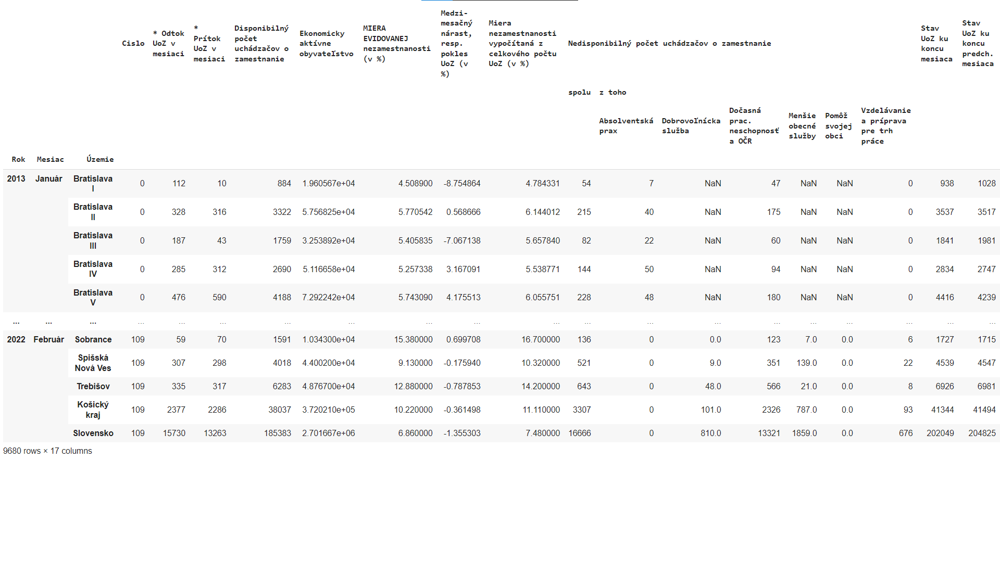 Cislo * Odtok UoZ v mesiaci * Prítok UoZ v mesiaci Disponibilný počet uchádzačov o zamestnanie Ekonomicky aktívne obyvateľstvo MIERA EVIDOVANEJ nezamestnanosti (v %) Medzi-mesačný nárast, resp. pokles UoZ (v %) Miera nezamestnanosti vypočítaná z celkového počtu UoZ (v %) Nedisponibilný počet uchádzačov o zamestnanie Stav UoZ ku koncu mesiaca Stav UoZ ku koncu predch. mesiaca
spolu z toho
Absolventská prax Dobrovoľnícka služba Dočasná prac. neschopnosť a OČR Menšie obecné služby Pomôž svojej obci Vzdelávanie a príprava pre trh práce
Rok Mesiac Územie
2013 Január Bratislava I 0 112 10 884 1.960567e+04 4.508900 -8.754864 4.784331 54 7 NaN 47 NaN NaN 0 938 1028
Bratislava II 0 328 316 3322 5.756825e+04 5.770542 0.568666 6.144012 215 40 NaN 175 NaN NaN 0 3537 3517
Bratislava III 0 187 43 1759 3.253892e+04 5.405835 -7.067138 5.657840 82 22 NaN 60 NaN NaN 0 1841 1981
Bratislava IV 0 285 312 2690 5.116658e+04 5.257338 3.167091 5.538771 144 50 NaN 94 NaN NaN 0 2834 2747
Bratislava V 0 476 590 4188 7.292242e+04 5.743090 4.175513 6.055751 228 48 NaN 180 NaN NaN 0 4416 4239
... ... ... ... ... ... ... ... ... ... ... ... ... ... ... ... ... ... ... ...
2022 Február Sobrance 109 59 70 1591 1.034300e+04 15.380000 0.699708 16.700000 136 0 0.0 123 7.0 0.0 6 1727 1715
Spišská Nová Ves 109 307 298 4018 4.400200e+04 9.130000 -0.175940 10.320000 521 0 9.0 351 139.0 0.0 22 4539 4547
Trebišov 109 335 317 6283 4.876700e+04 12.880000 -0.787853 14.200000 643 0 48.0 566 21.0 0.0 8 6926 6981
Košický kraj 109 2377 2286 38037 3.720210e+05 10.220000 -0.361498 11.110000 3307 0 101.0 2326 787.0 0.0 93 41344 41494
Slovensko 109 15730 13263 185383 2.701667e+06 6.860000 -1.355303 7.480000 16666 0 810.0 13321 1859.0 0.0 676 202049 204825
9680 rows × 17 columns